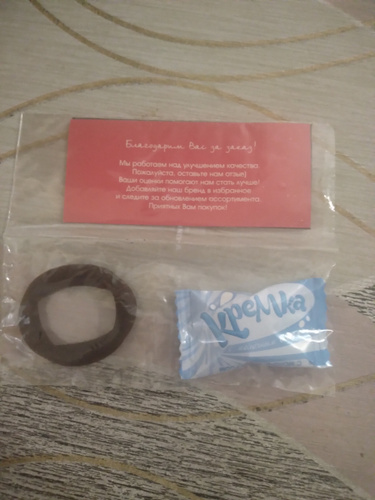 Благодарим Вас за заказ!
Мы работаем над улучшением качества.
Пожалуйста, оставьте нам отзыв)
Ваши оценки помогают нам стать лучше!
Добавляйте наш бренд в избранное
и следите за обновлением ассортимента.
Приятных Вам покупок!
Кремка